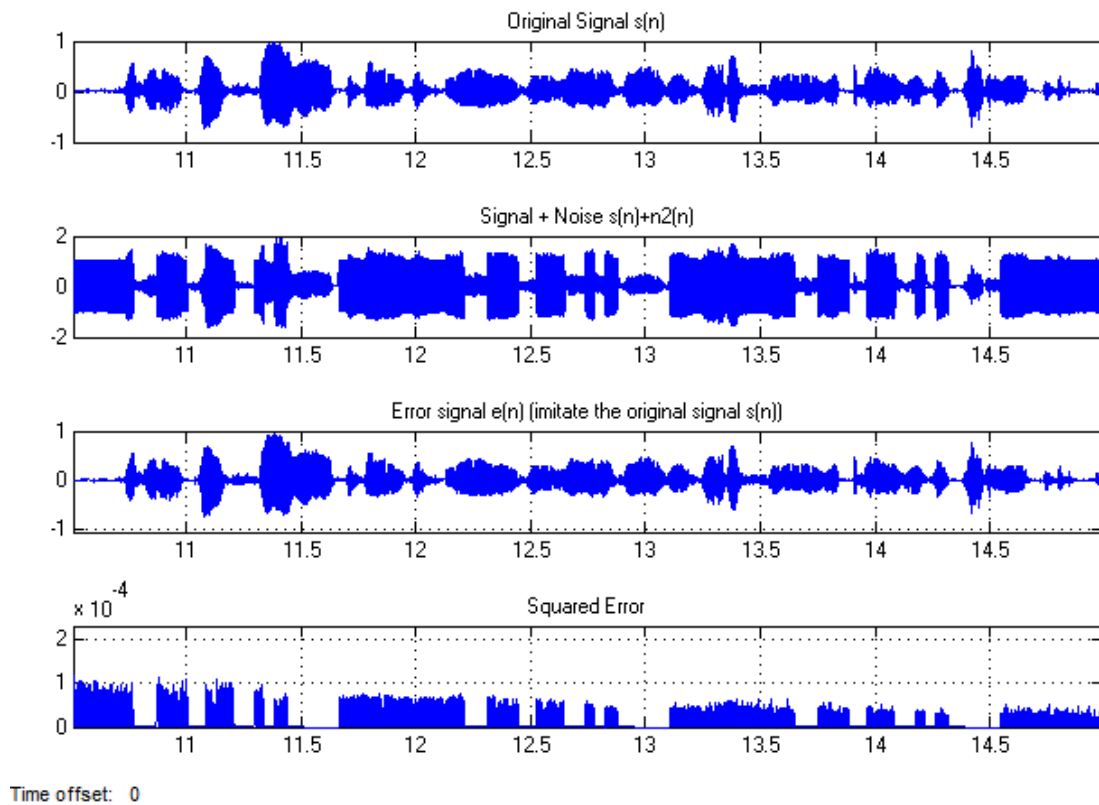 Original Signal s(n)
1
0
-1
11 11.5 12 12.5 13 13.5 14 14.5
Signal + Noise s(n)+n2(n)
2
0
-2
11 11.5 12 12.5 13 13.5 14 14.5
Error signal e(n) (imitate the original signal s(n))
1
0
-1
11 11.5 12 12.5 13 13.5 14 14.5
x 10^-4
Squared Error
2
1
0
11 11.5 12 12.5 13 13.5 14 14.5
Time offset: 0